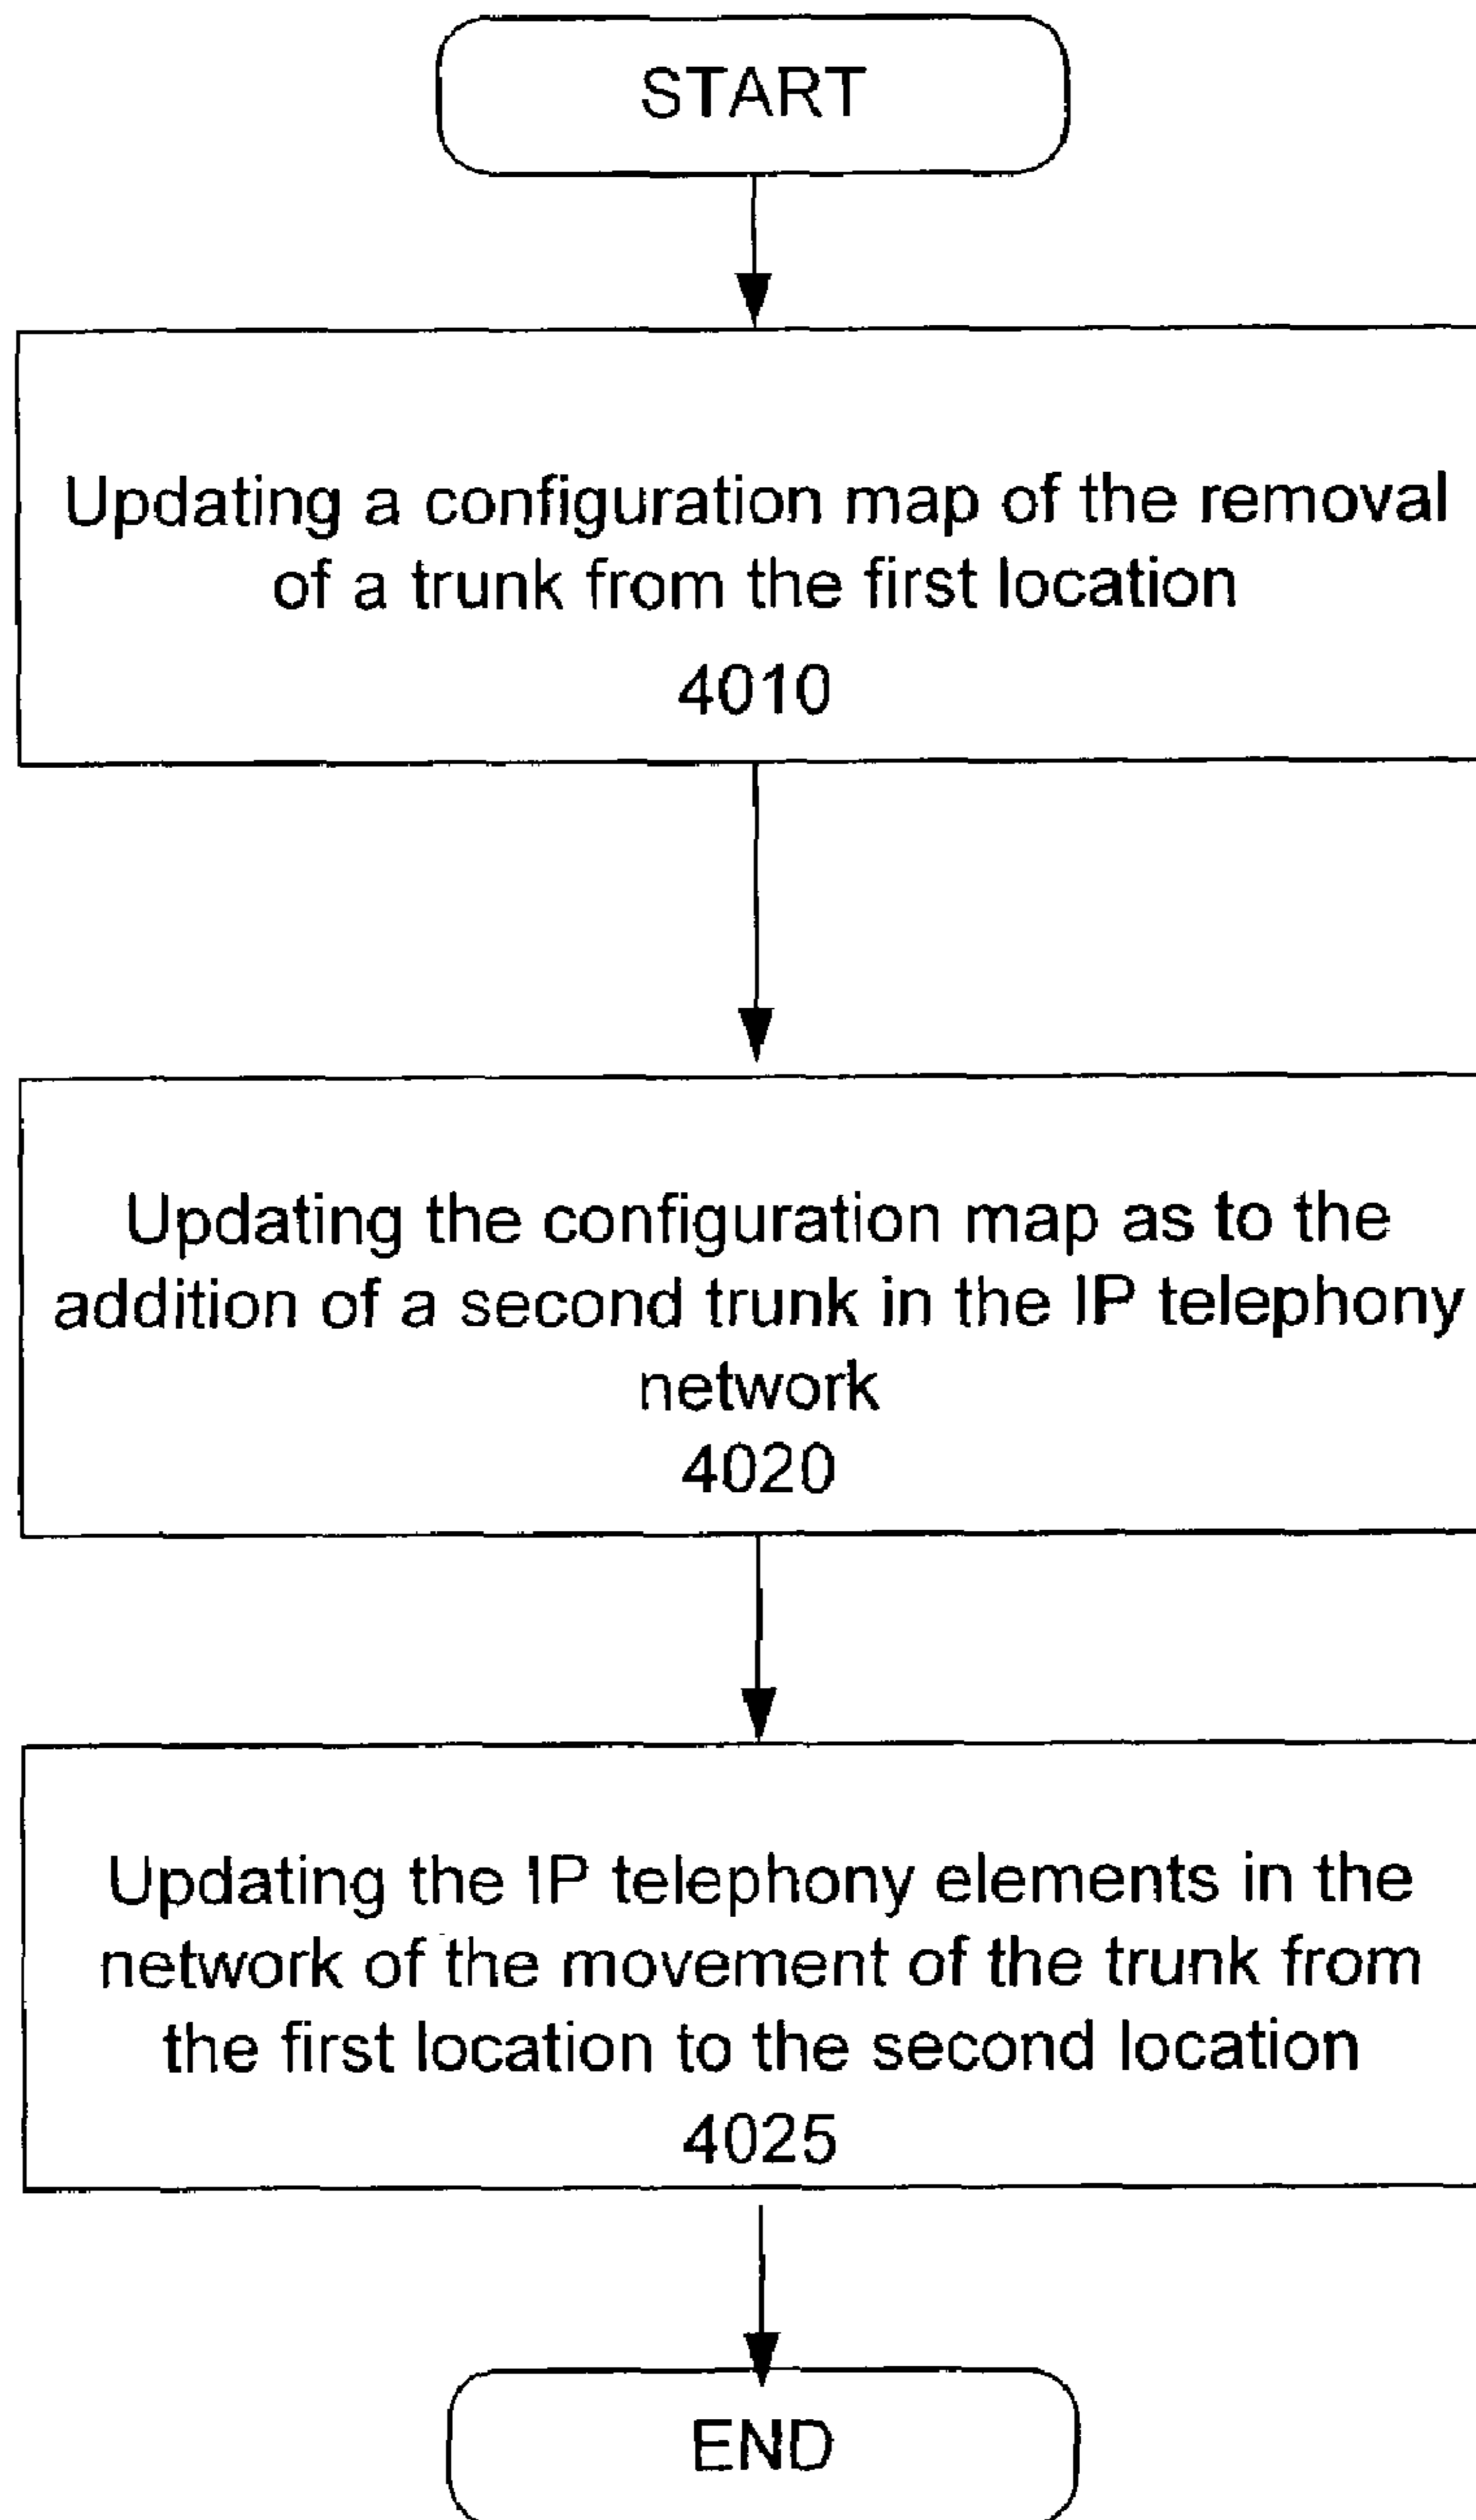 START
Updating a configuration map of the removal
of a trunk from the first location
4010
Updating the configuration map as to the
addition of a second trunk in the IP telephony
network
4020
Updating the IP telephony elements in the
network of the movement of the trunk from
the first location to the second location
4025
END